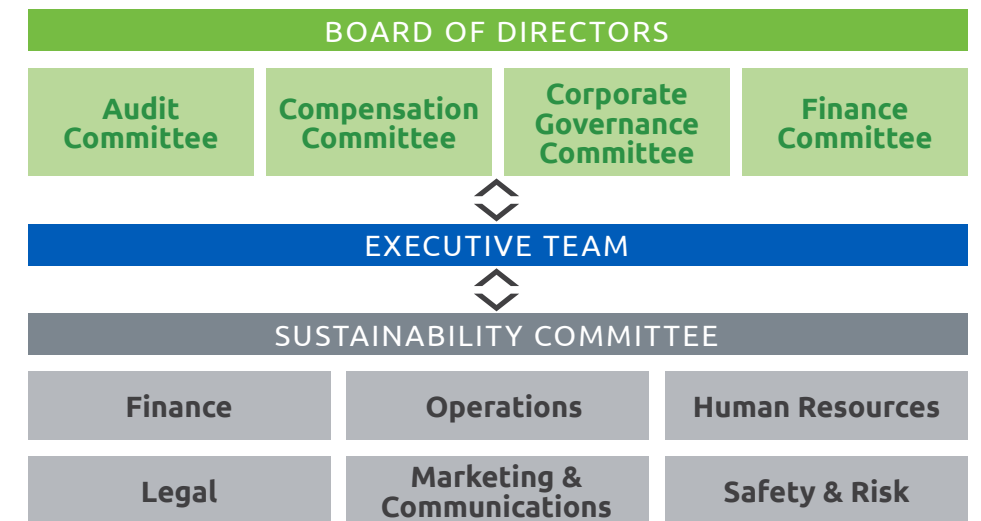 BOARD OF DIRECTORS
Audit
Committee
Compensation
Committee
Corporate
Governance
Committee
Finance
Committee
EXECUTIVE TEAM
SUSTAINABILITY COMMITTEE
Finance
Operations
Human Resources
Legal
Marketing &
Communications
Safety & Risk